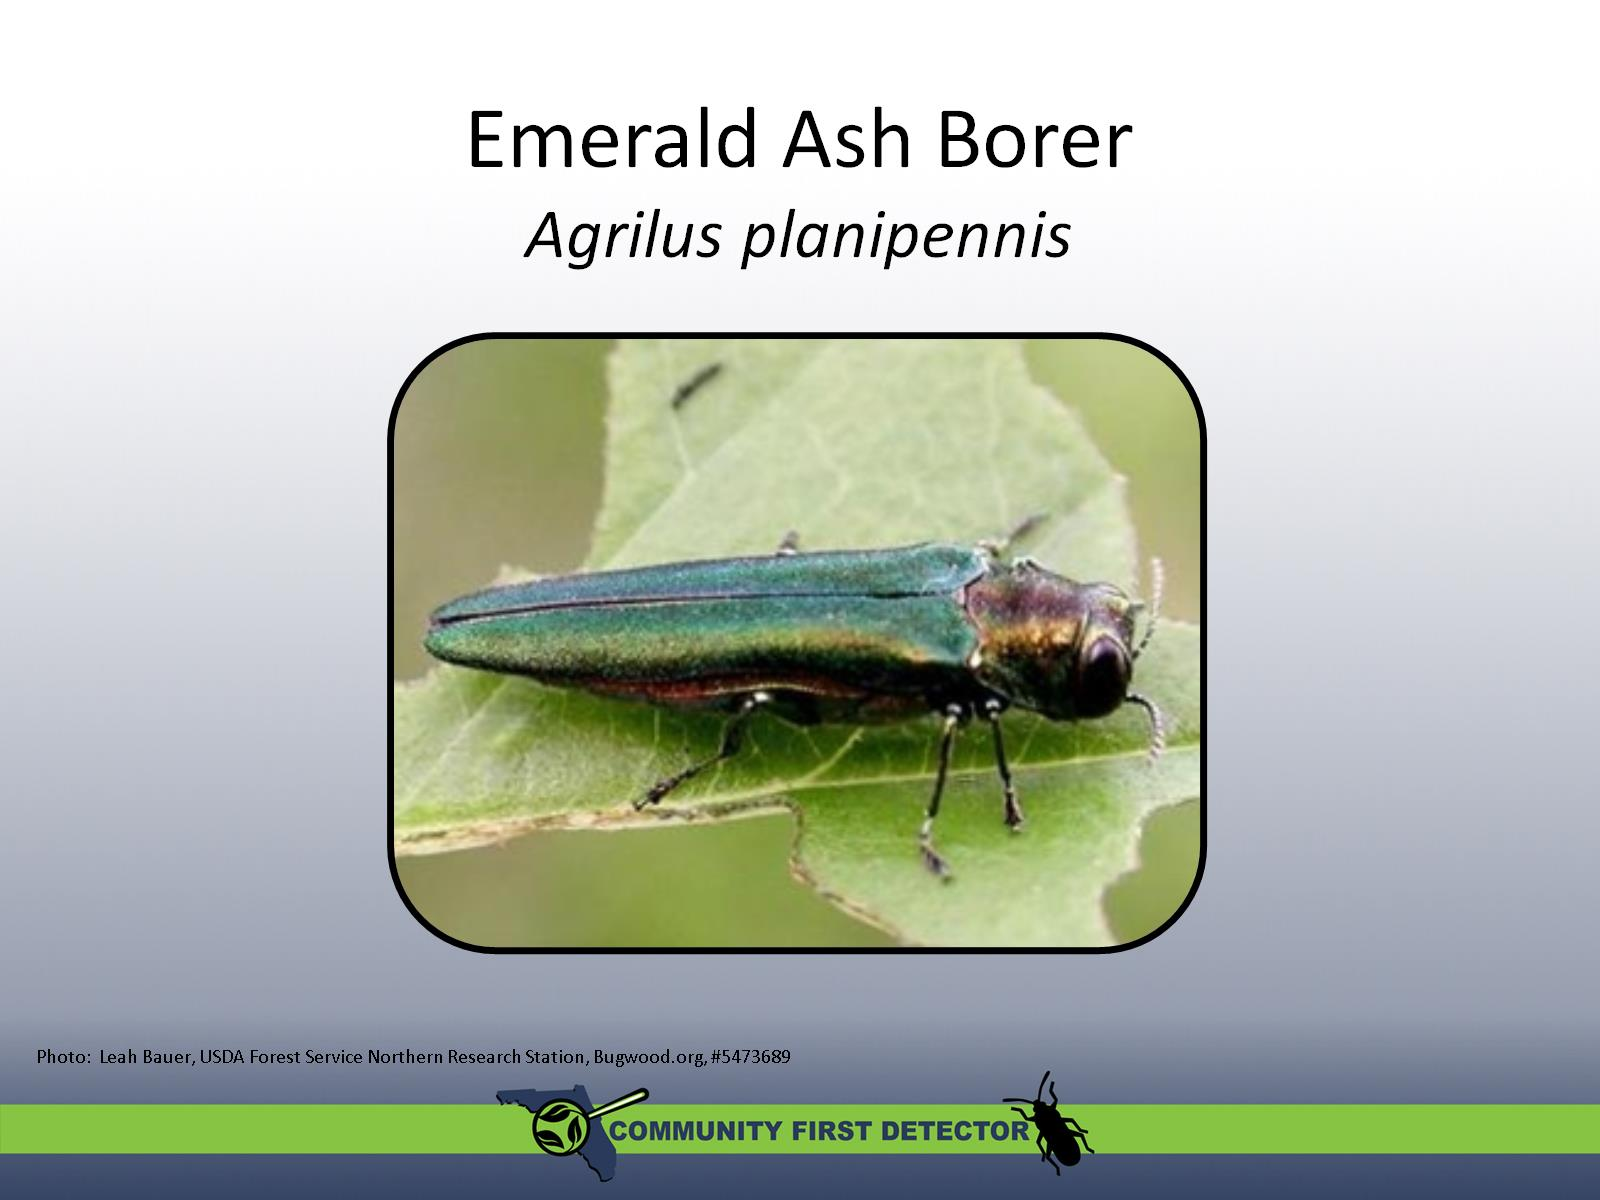 Emerald Ash Borer
Agrilus planipennis
Photo: Leah Bauer, USDA Forest Service Northern Research Station, Bugwood.org, #5473689
COMMUNITY FIRST DETECTOR